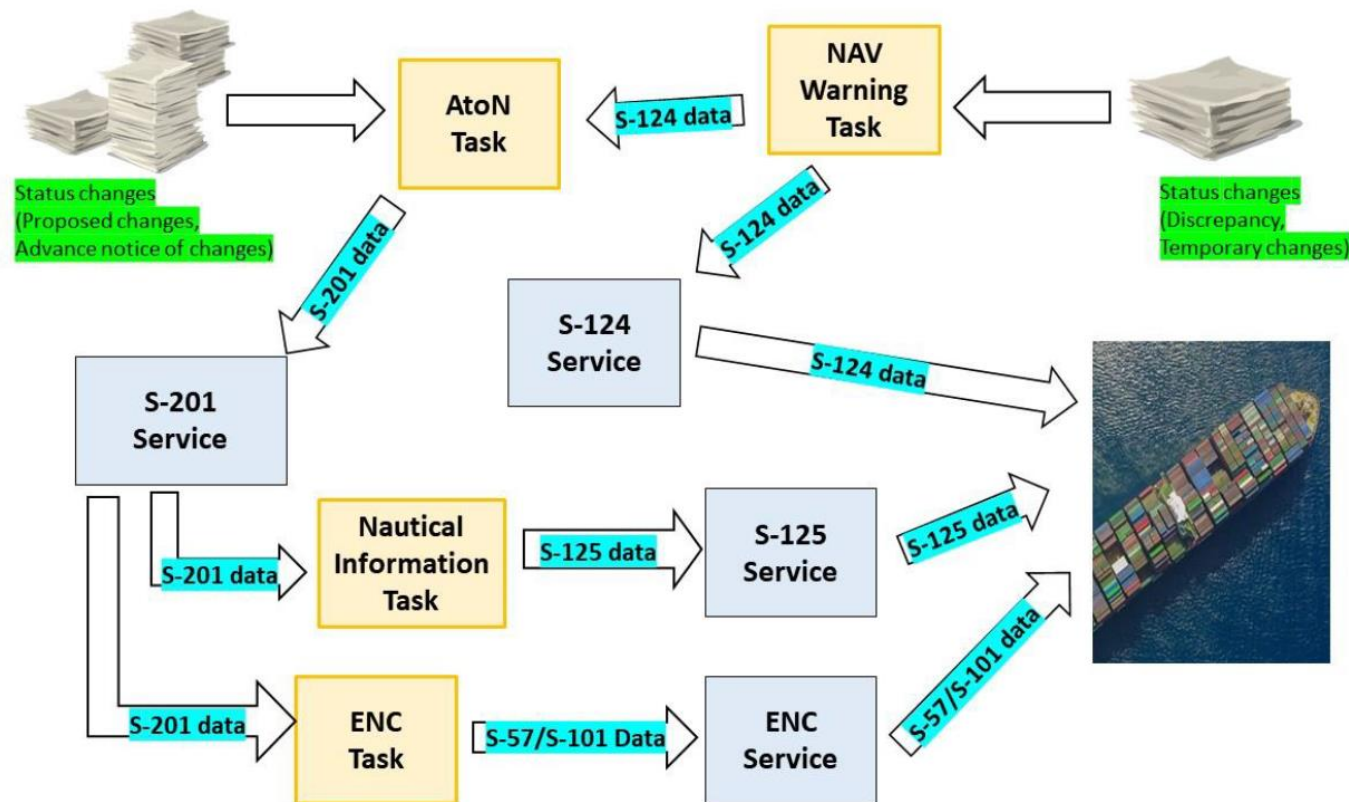 NAV
Warning
Task
AtoN
Task
S-124 data
Status changes
(Proposed changes,
Advance notice of changes)
Status changes
(Discrepancy,
Temporary changes)
S-201 data
S-124 data
S-124
Service
S-124 data
S-201
Service
S-201 data
Nautical
Information
Task
S-125 data
S-125
Service
S-125 data
S-201 data
ENC
Task
S-57/S-101 Data
ENC
Service
S-57/S-101 data